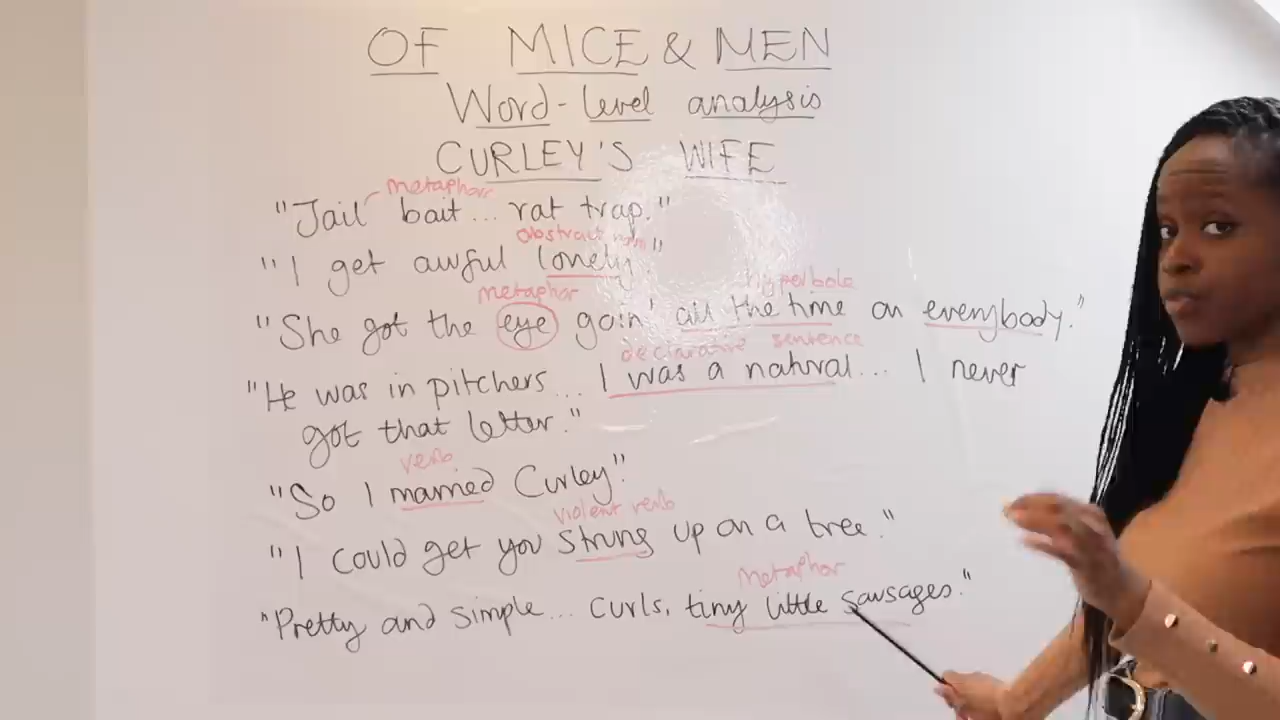 OF MICE & MEN
Word-level analysis
CURLEY'S WIFE
metaphor
"Jail bait... rat trap."
abstract noun
"I get awful lonely."
metaphor hyperbole
"She got the eye goin' all the time on everybody."
declarative sentence
"He was in pitchers... I was a natural... I never
got that letter."
verb
"So I married Curley"
violent verb
"I could get you strung up on a tree."
metaphor
"Pretty and simple... curls, tiny little sausages."